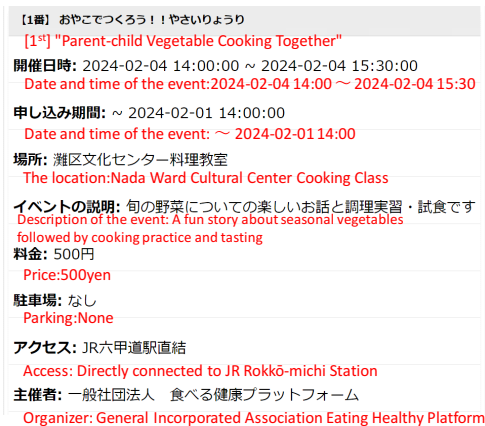 【1番】 おやこでつくろう！！やさいりょうり
[1st] "Parent-child Vegetable Cooking Together"
開催日時: 2024-02-04 14:00:00 ~ 2024-02-04 15:30:00
Date and time of the event:2024-02-04 14:00 ～ 2024-02-04 15:30
申し込み期間: ~ 2024-02-01 14:00:00
Date and time of the event: ～ 2024-02-01 14:00
場所: 灘区文化センター料理教室
The location:Nada Ward Cultural Center Cooking Class
イベントの説明: 旬の野菜についての楽しいお話と調理実習・試食です
Description of the event: A fun story about seasonal vegetables
followed by cooking practice and tasting
料金: 500円
Price:500yen
駐車場: なし
Parking:None
アクセス: JR六甲道駅直結
Access: Directly connected to JR Rokkō-michi Station
主催者: 一般社団法人　食べる健康プラットフォーム
Organizer: General Incorporated Association Eating Healthy Platform